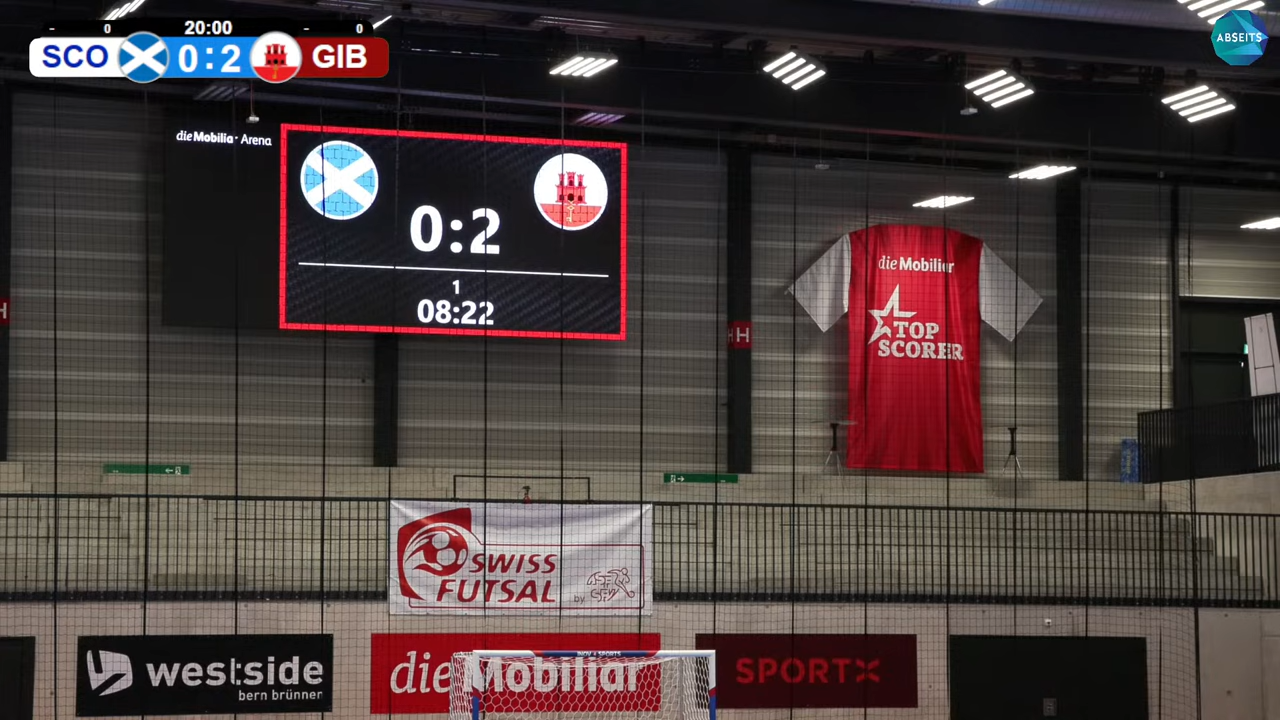 - 0 20:00 - 0
SCO 0:2 GIB
ABSEITS
die Mobiliar Arena
0:2
1
08:22
die Mobiliar
TOP
SCORER
H
H
SWISS
FUTSAL
by
westside
bern brünnen
die Mobiliar
SPORTX